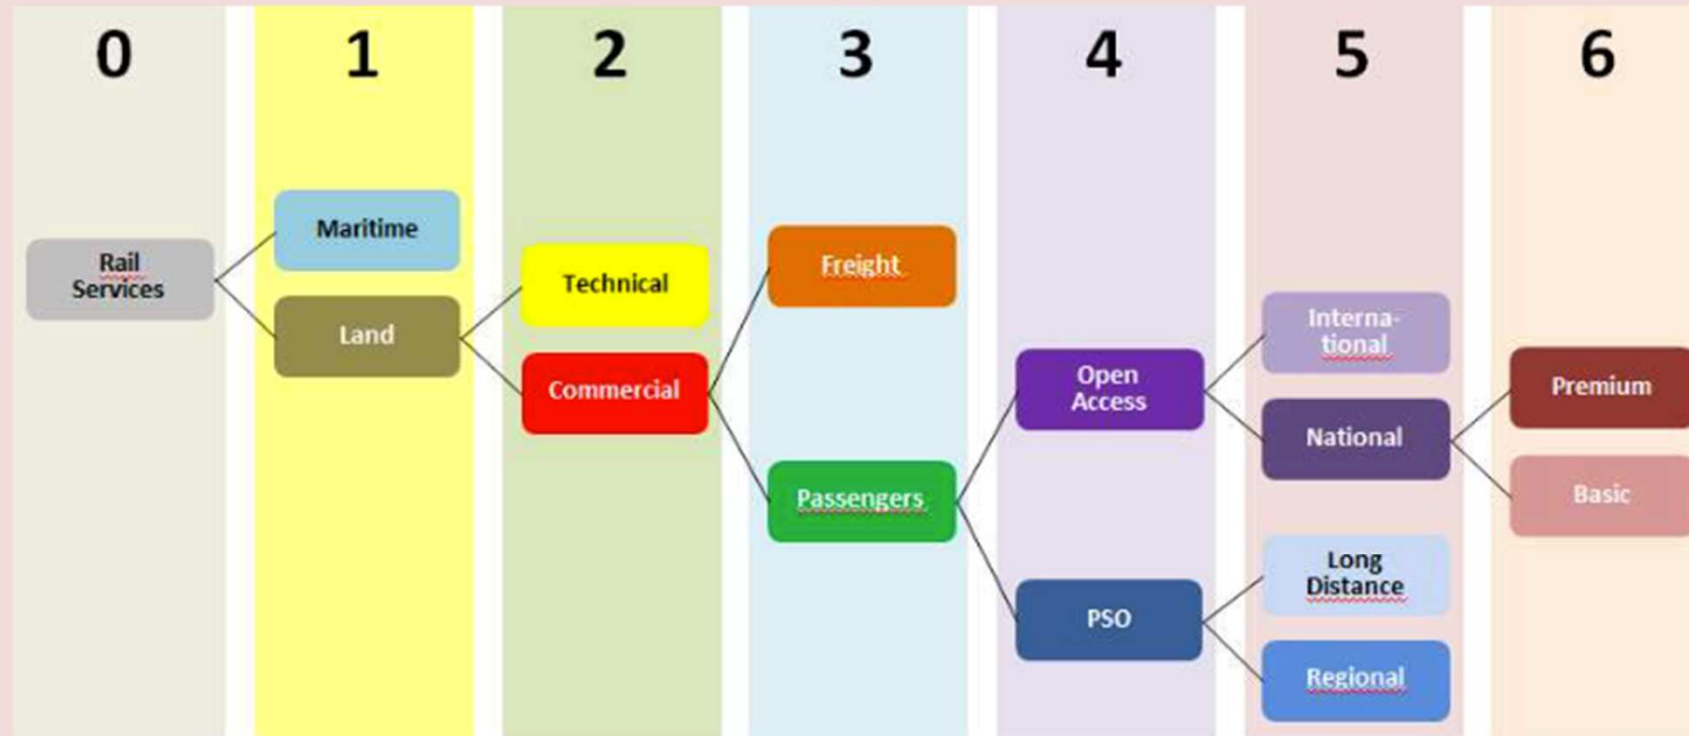 0
1
2
3
4
5
6
Rail
Services
Maritime
Land
Technical
Commercial
Freight
Passengers
Open
Access
PSO
Interna-
tional
National
Long
Distance
Regional
Premium
Basic